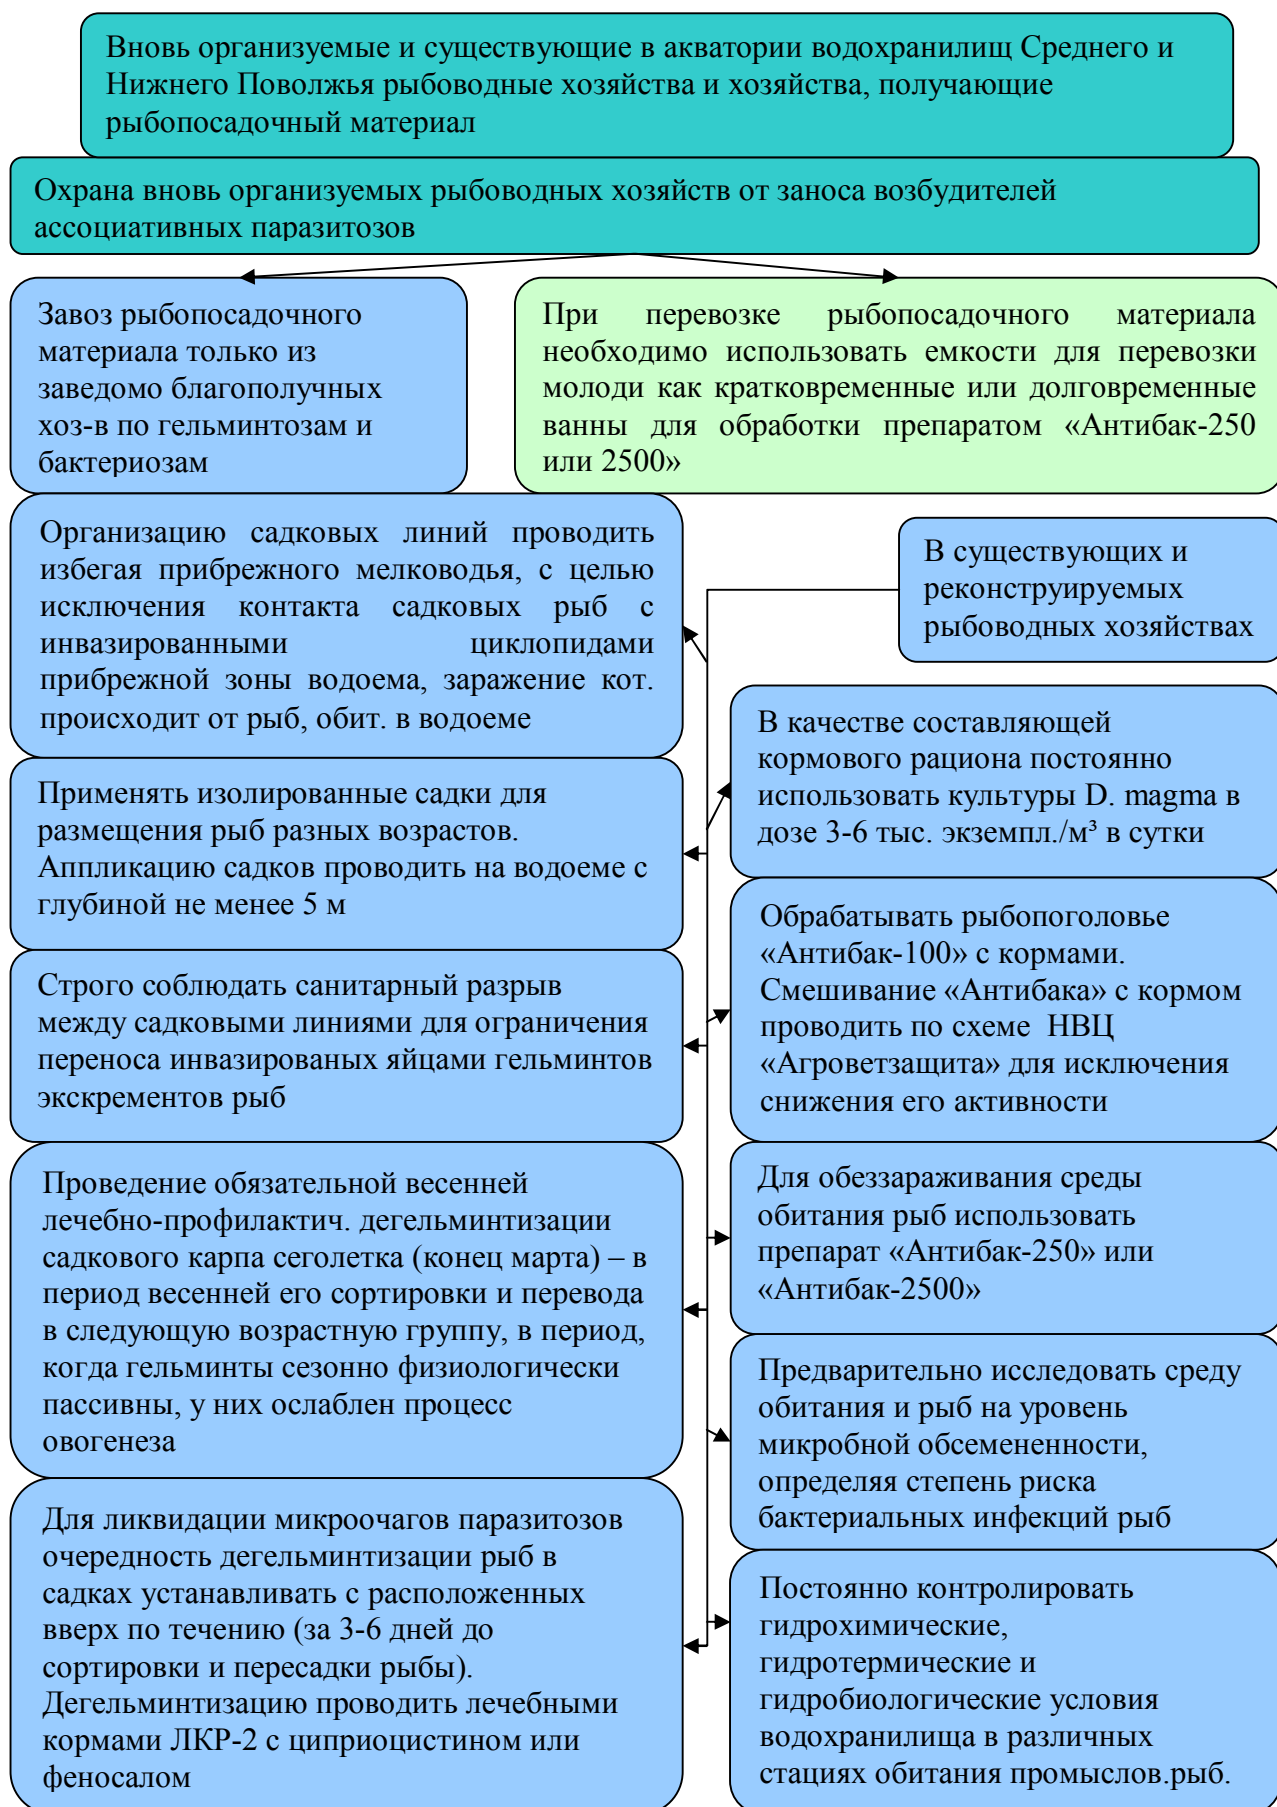 Вновь организуемые и существующие в акватории водохранилищ Среднего и
Нижнего Поволжья рыбоводные хозяйства и хозяйства, получающие
рыбопосадочный материал
Охрана вновь организуемых рыбоводных хозяйств от заноса возбудителей
ассоциативных паразитозов
Завоз рыбопосадочного
материала только из
заведомо благополучных
хоз-в по гельминтозам и
бактериозам
При перевозке рыбопосадочного материала
необходимо использовать емкости для перевозки
молоди как кратковременные или долговременные
ванны для обработки препаратом «Антибак-250
или 2500»
Организацию садковых линий проводить
избегая прибрежного мелководья, с целью
исключения контакта садковых рыб с
инвазированными циклопидами
прибрежной зоны водоема, заражение кот.
происходит от рыб, обит. в водоеме
В существующих и
реконструируемых
рыбоводных хозяйствах
Применять изолированные садки для
размещения рыб разных возрастов.
Аппликацию садков проводить на водоеме с
глубиной не менее 5 м
В качестве составляющей
кормового рациона постоянно
использовать культуры D. magma в
дозе 3-6 тыс. экземпл./м³ в сутки
Строго соблюдать санитарный разрыв
между садковыми линиями для ограничения
переноса инвазированых яйцами гельминтов
экскрементов рыб
Обрабатывать рыбопоголовье
«Антибак-100» с кормами.
Смешивание «Антибака» с кормом
проводить по схеме НВЦ
«Агроветзащита» для исключения
снижения его активности
Проведение обязательной весенней
лечебно-профилактич. дегельминтизации
садкового карпа сеголетка (конец марта) – в
период весенней его сортировки и перевода
в следующую возрастную группу, в период,
когда гельминты сезонно физиологически
пассивны, у них ослаблен процесс
овогенеза
Для обеззараживания среды
обитания рыб использовать
препарат «Антибак-250» или
«Антибак-2500»
Предварительно исследовать среду
обитания и рыб на уровень
микробной обсемененности,
определяя степень риска
бактериальных инфекций рыб
Для ликвидации микроочагов паразитозов
очередность дегельминтизации рыб в
садках устанавливать с расположенных
вверх по течению (за 3-6 дней до
сортировки и пересадки рыбы).
Дегельминтизацию проводить лечебными
кормами ЛКР-2 с циприоцистином или
феносалом
Постоянно контролировать
гидрохимические,
гидротермические и
гидробиологические условия
водохранилища в различных
стациях обитания промыслов.рыб.